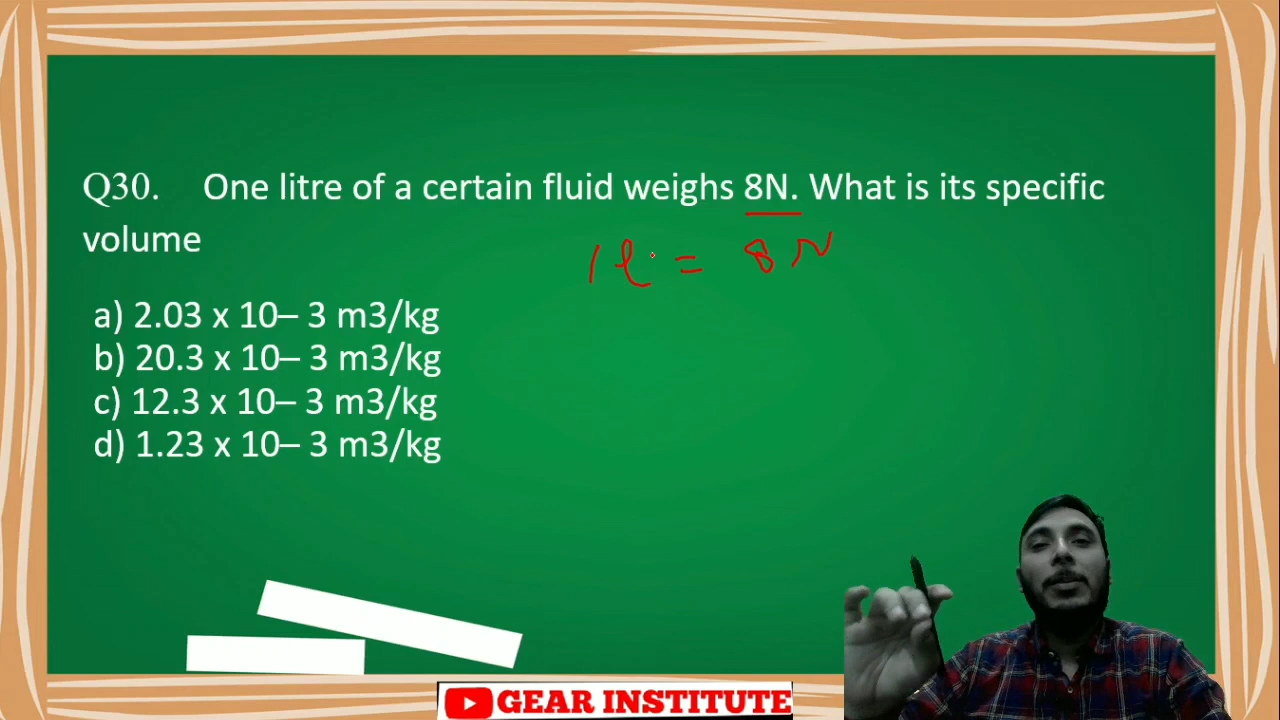 Q30. One litre of a certain fluid weighs 8N. What is its specific
volume
1l = 8N
a) 2.03 x 10– 3 m3/kg
b) 20.3 x 10– 3 m3/kg
c) 12.3 x 10– 3 m3/kg
d) 1.23 x 10– 3 m3/kg
GEAR INSTITUTE